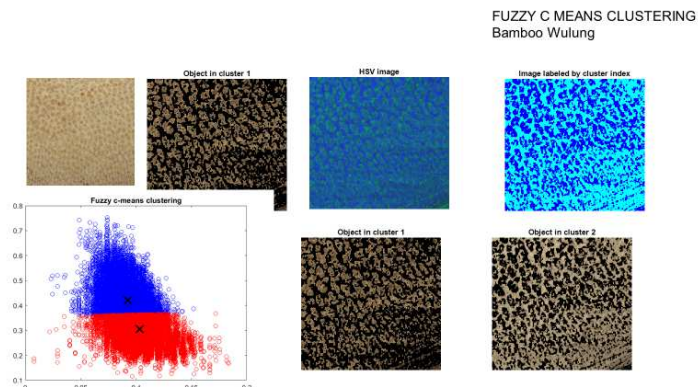 FUZZY C MEANS CLUSTERING
Bamboo Wulung
Object in cluster 1
HSV image
Image labeled by cluster index
Fuzzy c-means clustering
0.8
0.7
0.6
0.5
0.4
0.3
0.2
0.1
Object in cluster 1
Object in cluster 2